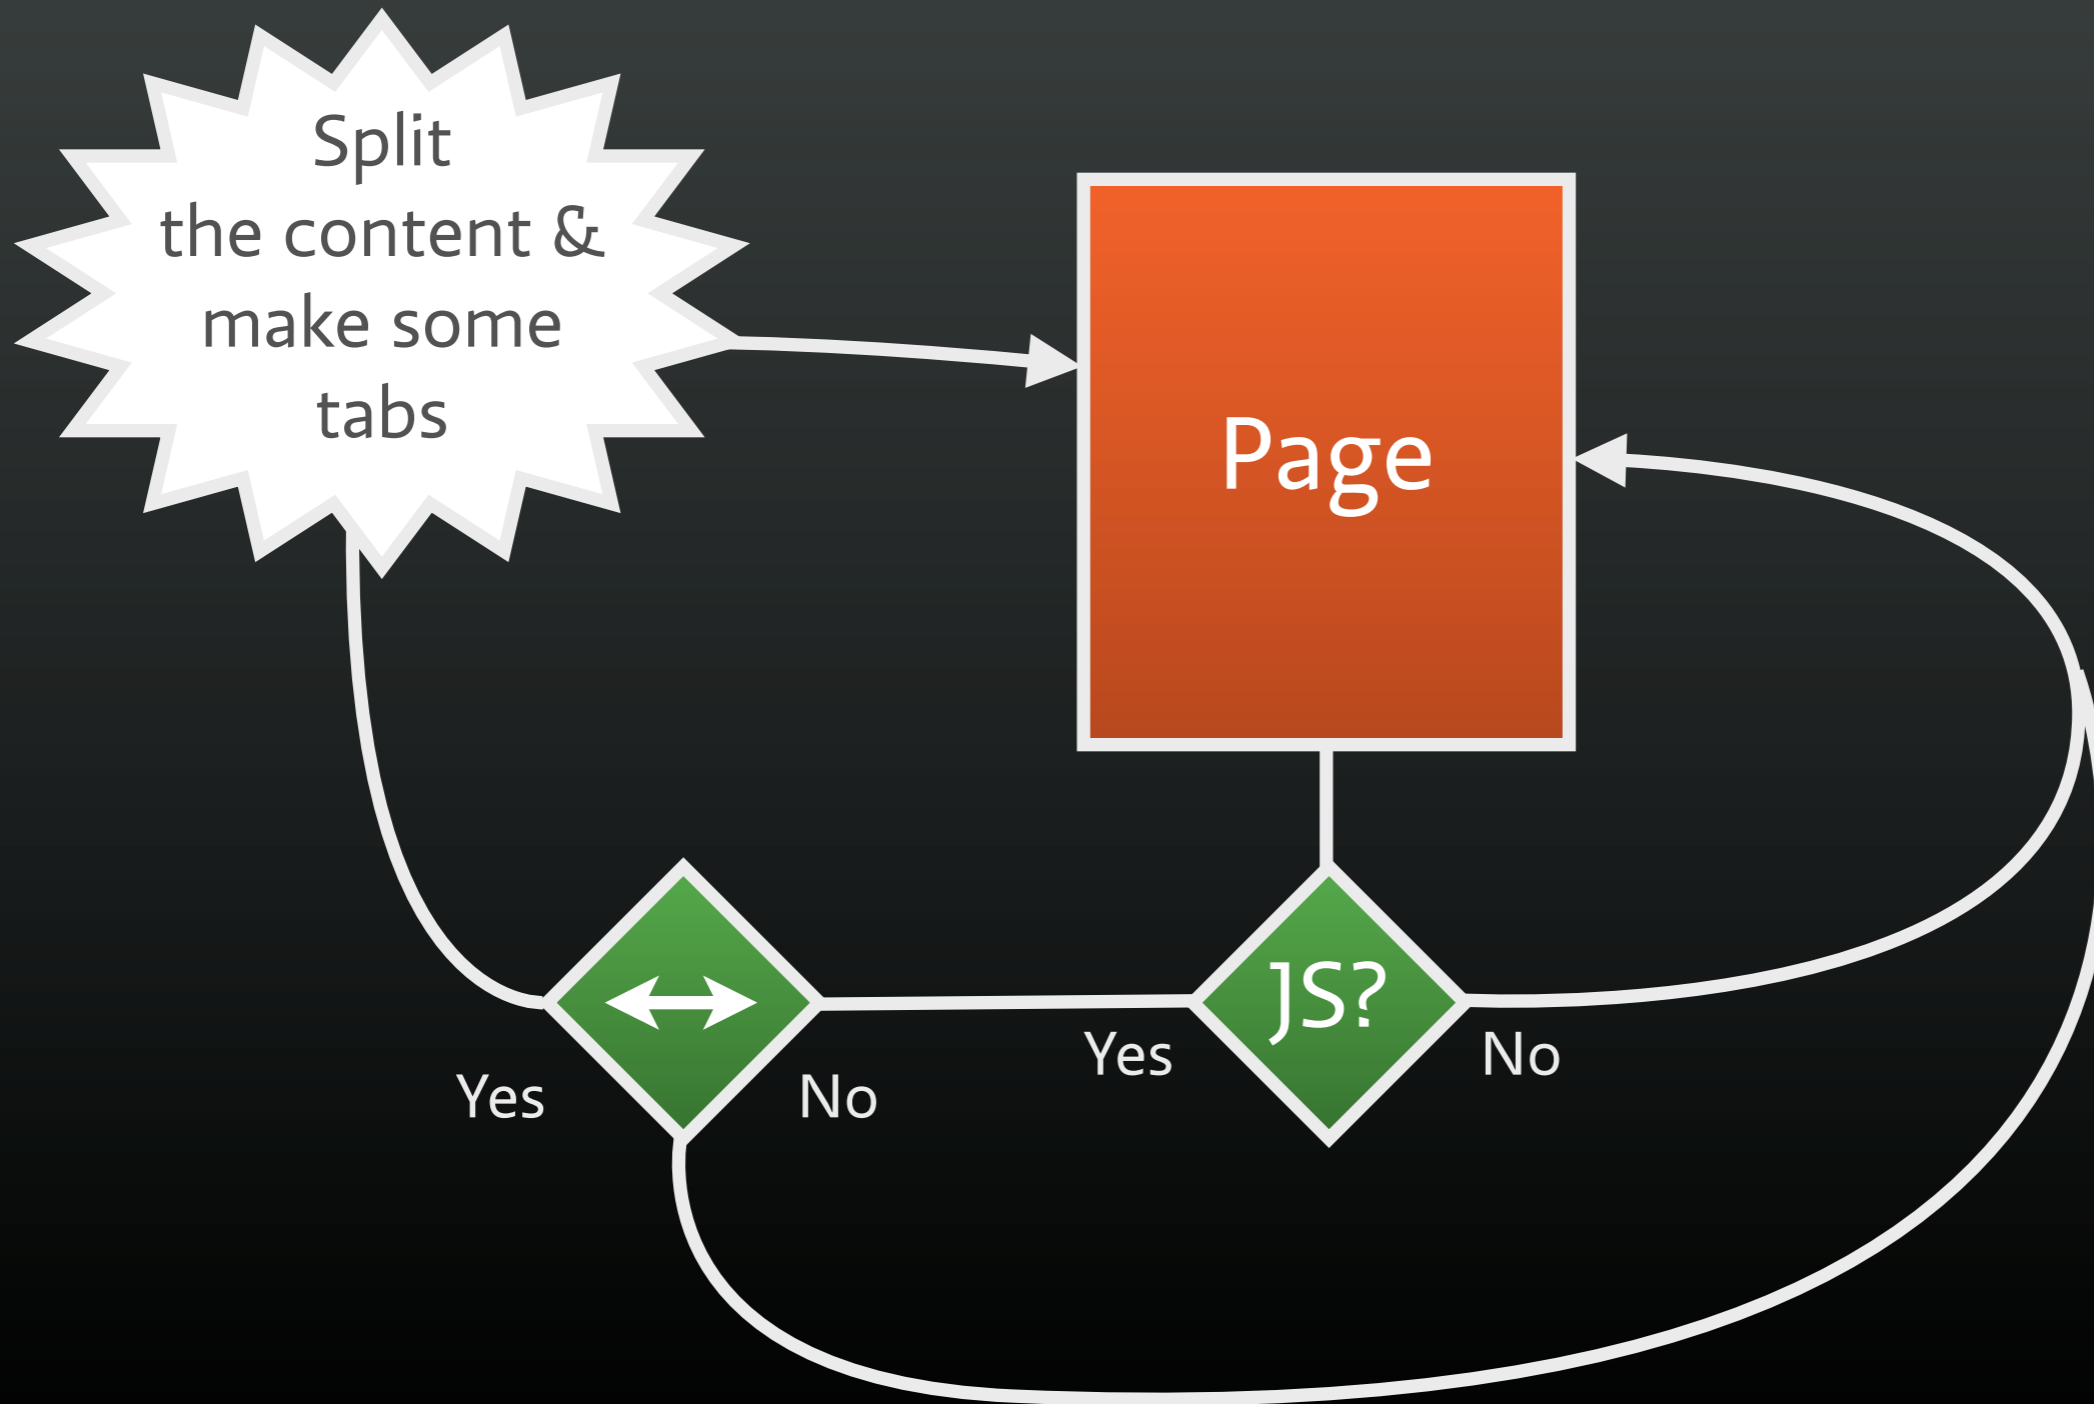 Split
the content &
make some
tabs
Page
JS?
Yes
No
Yes
No